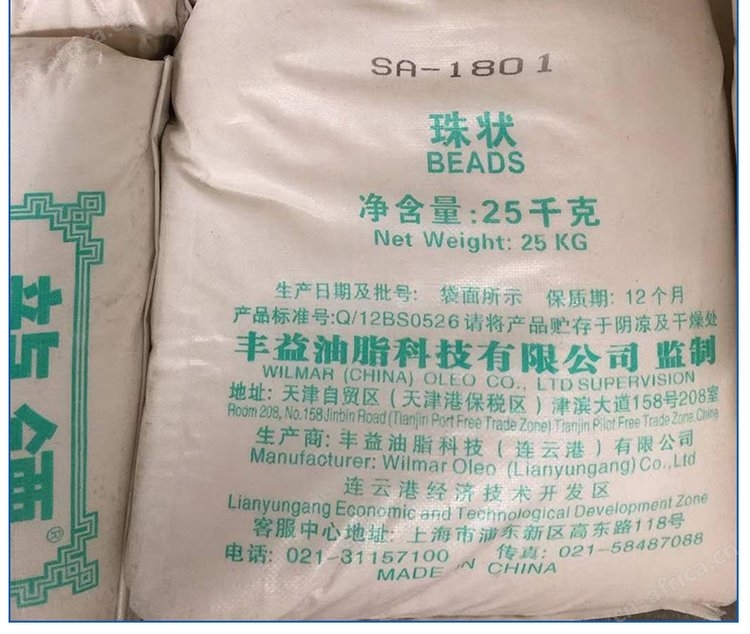 SA-1801
珠状
BEADS
净含量:25千克
Net Weight: 25 KG
生产日期及批号: 袋面所示 保质期: 12个月
产品标准号:Q/12BS0526请将产品贮存于阴凉及干燥处
丰益油脂科技有限公司 监制
WILMAR (CHINA) OLEO CO., LTD SUPERVISION
地址: 天津自贸区(天津港保税区)津滨大道158号208室
Room 208, No.158 Jinbin Road (Tianjin Port Free Trade Zone) Tianjin Pilot Free Trade Zone, China
生产商: 丰益油脂科技(连云港)有限公司
Manufacturer: Wilmar Oleo (Lianyungang) Co., Ltd
连云港经济技术开发区
Lianyungang Economic and Technological Development Zone
客服中心地址: 上海市浦东新区高东路118号
电话: 021-31157100 传真: 021-58487088
MADE IN CHINA
®